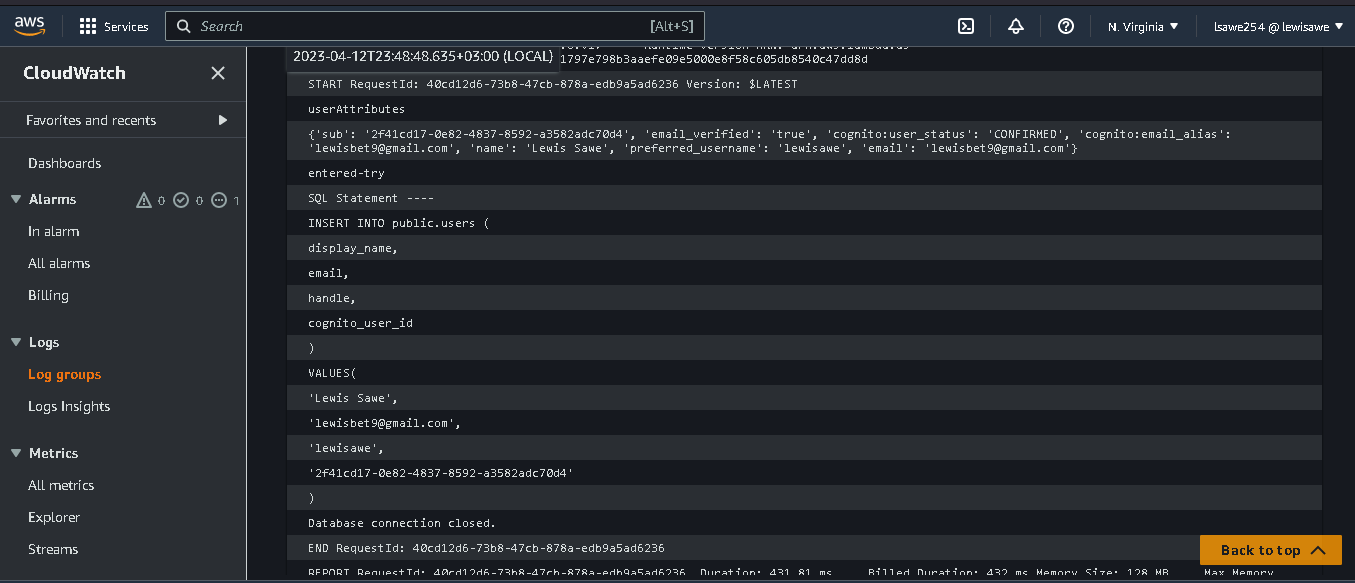 aws
Services
Search
[Alt+S]
N. Virginia
lsawe254 @ lewisawe
CloudWatch
Favorites and recents
Dashboards
Alarms
0
0
1
In alarm
All alarms
Billing
Logs
Log groups
Logs Insights
Metrics
All metrics
Explorer
Streams
2023-04-12T23:48:48.635+03:00 (LOCAL)
1797e798b3aaefe09e5000e8f58c605db8540c47dd8d
START RequestId: 40cd12d6-73b8-47cb-878a-edb9a5ad6236 Version: $LATEST
userAttributes
{'sub': '2f41cd17-0e82-4837-8592-a3582adc70d4', 'email_verified': 'true', 'cognito:user_status': 'CONFIRMED', 'cognito:email_alias':
'lewisbet9@gmail.com', 'name': 'Lewis Sawe', 'preferred_username': 'lewisawe', 'email': 'lewisbet9@gmail.com'}
entered-try
SQL Statement ----
INSERT INTO public.users (
display_name,
email,
handle,
cognito_user_id
)
VALUES(
'Lewis Sawe',
'lewisbet9@gmail.com',
'lewisawe',
'2f41cd17-0e82-4837-8592-a3582adc70d4'
)
Database connection closed.
END RequestId: 40cd12d6-73b8-47cb-878a-edb9a5ad6236
REPORT RequestId: 40cd12d6-73b8-47cb-878a-edb9a5ad6236 Duration: 431.81 ms Billed Duration: 432 ms Memory Size: 128 MB Max Memory
Back to top